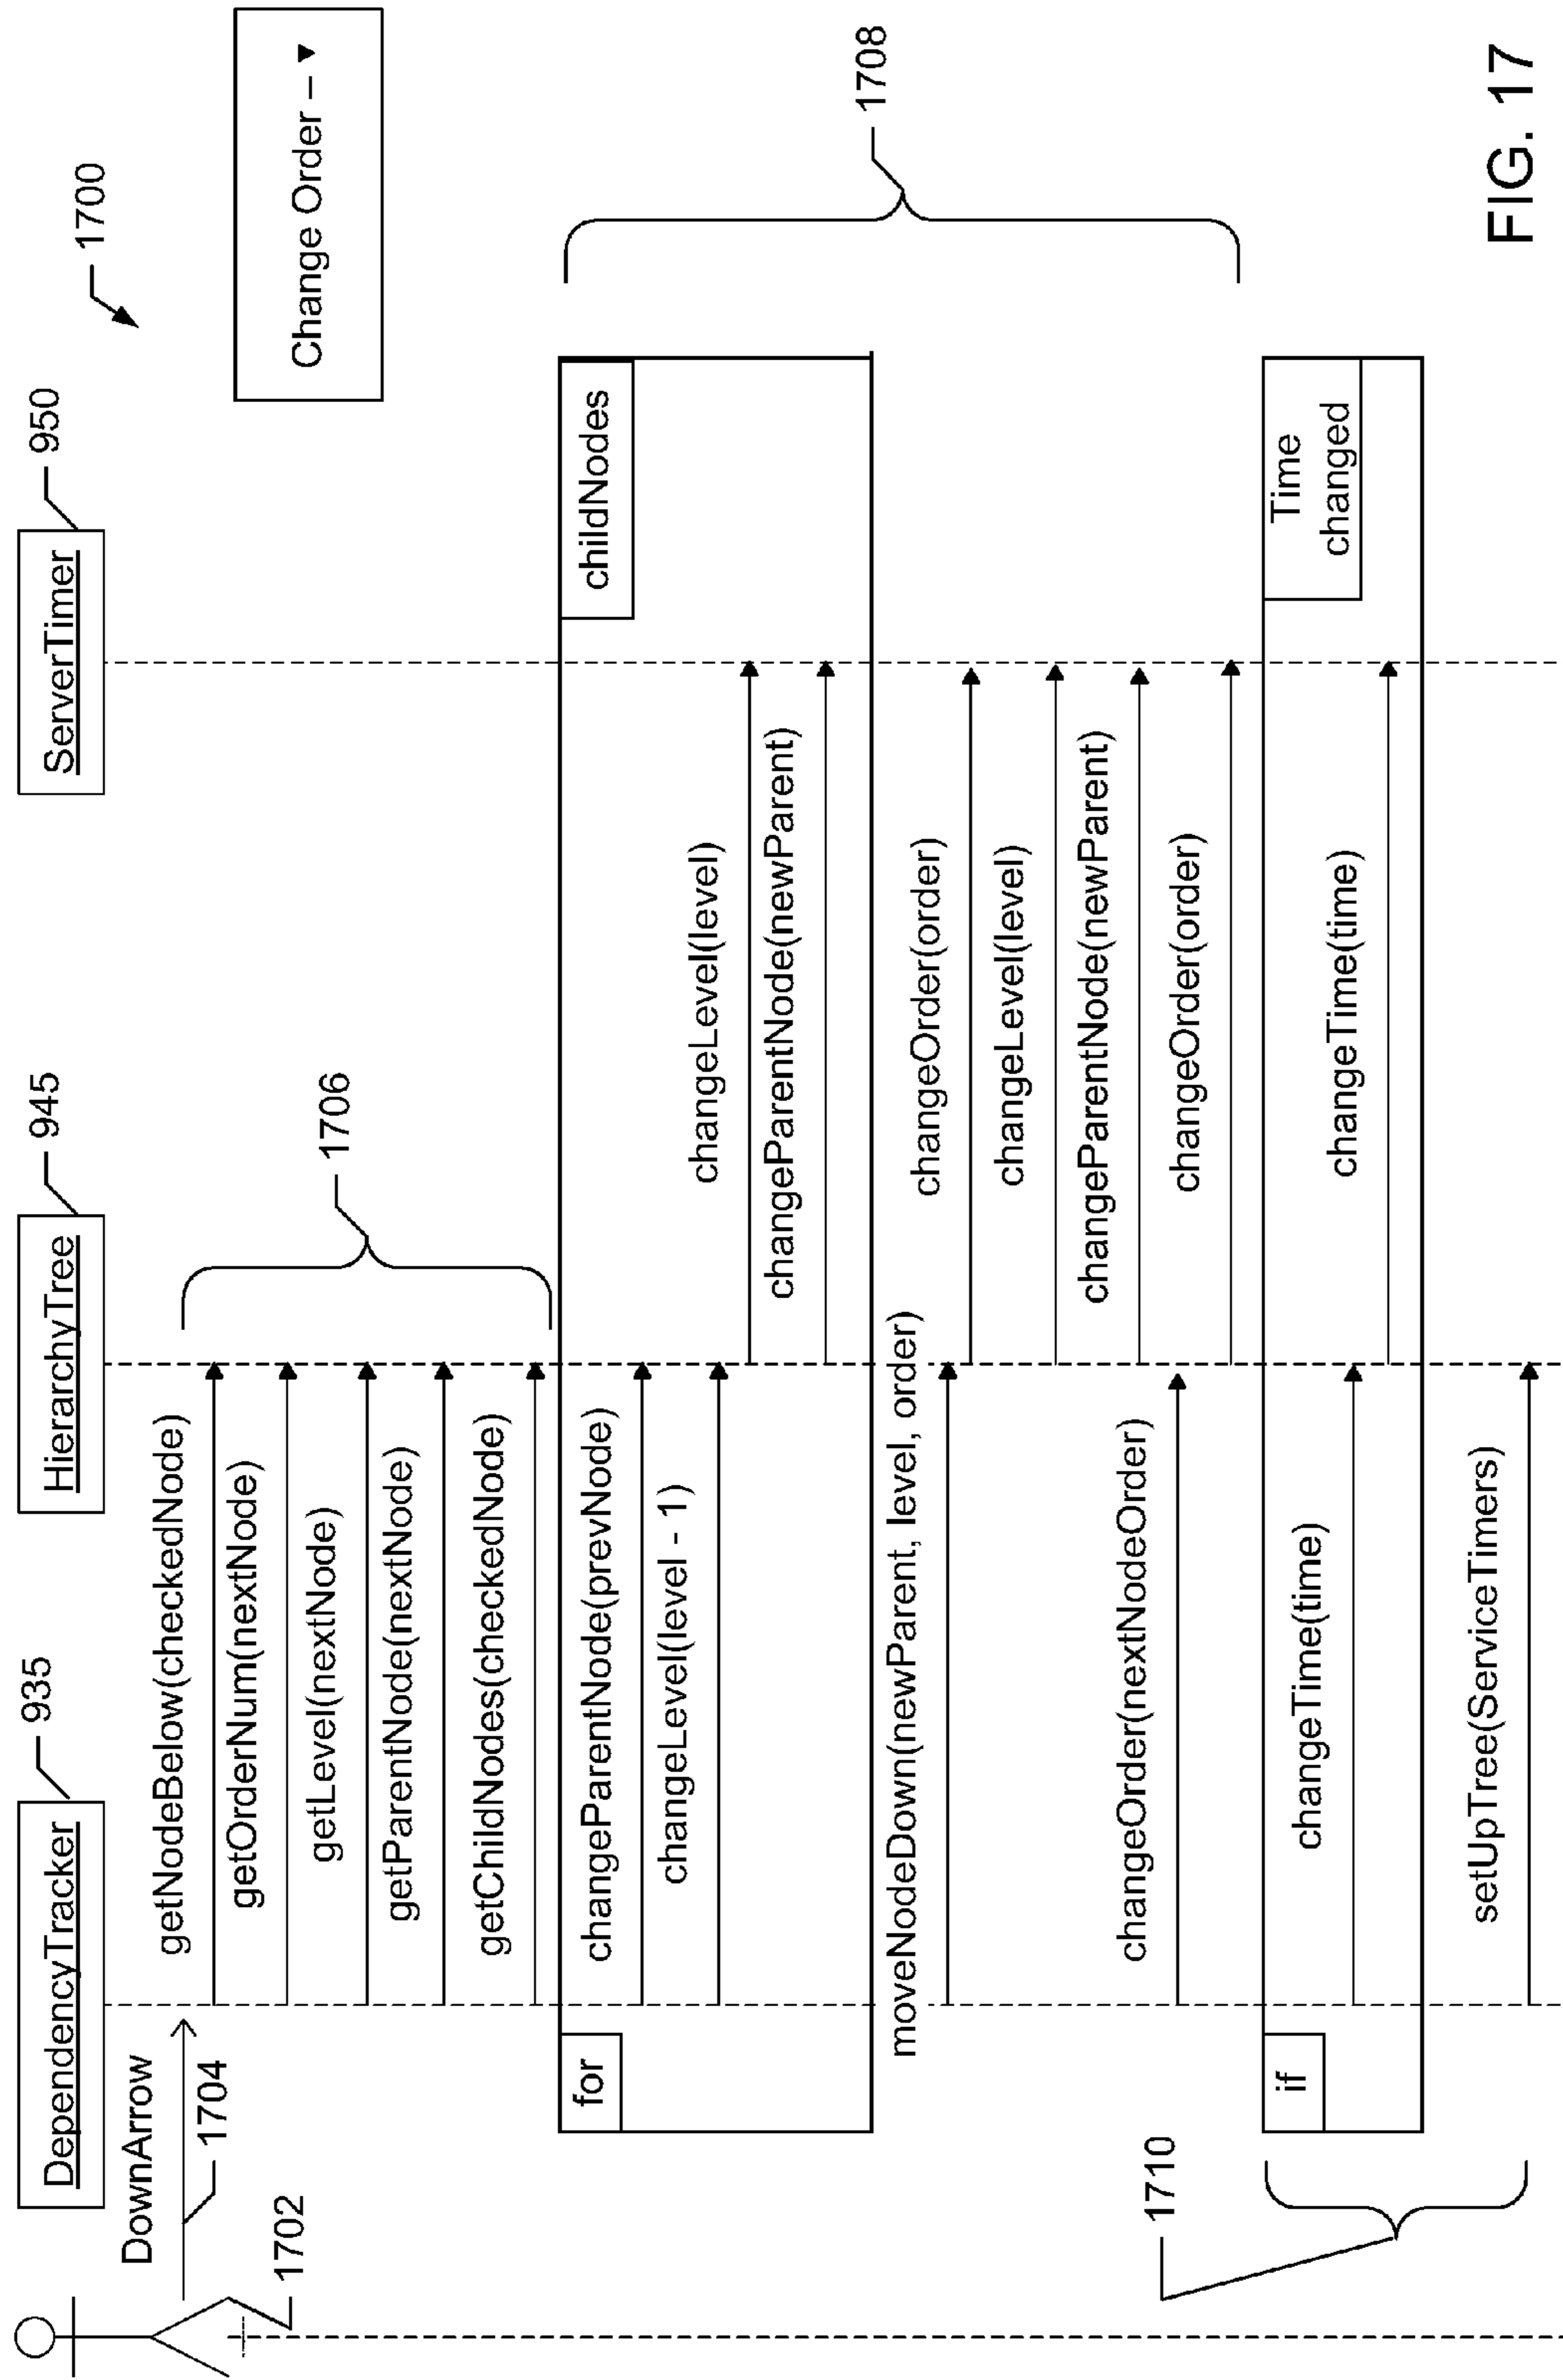 DependencyTracker
935
HierarchyTree
945
ServerTimer
950
1700
Change Order – ▼
DownArrow
1704
1702
getNodeBelow(checkedNode)
getOrderNum(nextNode)
getLevel(nextNode)
getParentNode(nextNode)
getChildNodes(checkedNode)
1706
for
childNodes
changeParentNode(prevNode)
changeLevel(level - 1)
changeLevel(level)
changeParentNode(newParent)
1708
moveNodeDown(newParent, level, order)
changeOrder(order)
changeLevel(level)
changeParentNode(newParent)
changeOrder(nextNodeOrder)
changeOrder(order)
1710
if
Time
changed
changeTime(time)
changeTime(time)
setUpTree(ServiceTimers)
FIG. 17